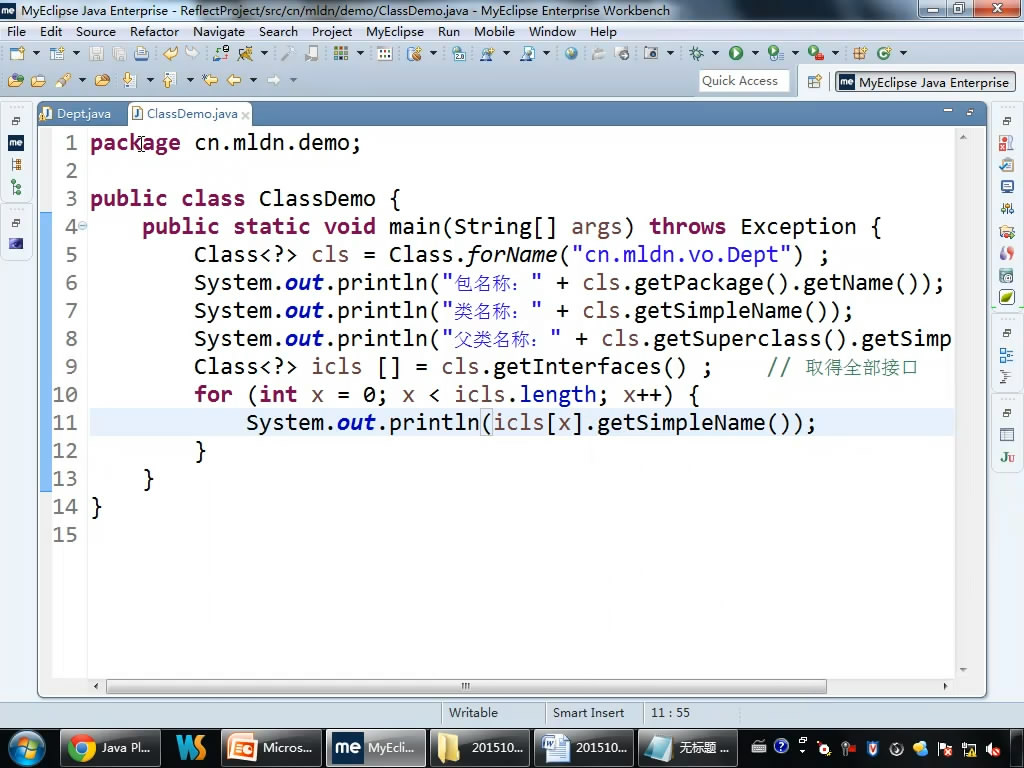 MyEclipse Java Enterprise - ReflectProject/src/cn/mldn/demo/ClassDemo.java - MyEclipse Enterprise Workbench
File Edit Source Refactor Navigate Search Project MyEclipse Run Mobile Window Help
Quick Access
me MyEclipse Java Enterprise
Dept.java ClassDemo.java
1 package cn.mldn.demo;
2
3 public class ClassDemo {
4 public static void main(String[] args) throws Exception {
5 Class<?> cls = Class.forName("cn.mldn.vo.Dept") ;
6 System.out.println("包名称：" + cls.getPackage().getName());
7 System.out.println("类名称：" + cls.getSimpleName());
8 System.out.println("父类名称：" + cls.getSuperclass().getSimp
9 Class<?> icls [] = cls.getInterfaces() ; // 取得全部接口
10 for (int x = 0; x < icls.length; x++) {
11 System.out.println(icls[x].getSimpleName());
12 }
13 }
14 }
15
Writable Smart Insert 11 : 55
Java Pl... Micros... me MyEcli... 201510... 201510... 无标题 ...